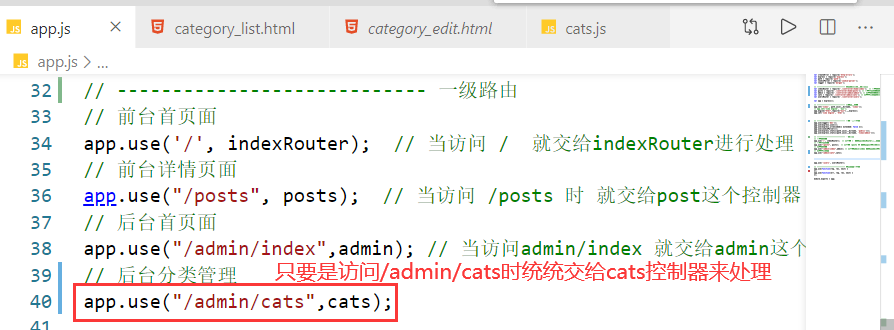 app.js
category_list.html
category_edit.html
cats.js
app.js > ...
32 // ---------------------------- 一级路由
33 // 前台首页面
34 app.use('/', indexRouter);  // 当访问 /  就交给indexRouter进行处理
35 // 前台详情页面
36 app.use("/posts", posts);  // 当访问 /posts 时 就交给post这个控制器
37 // 后台首页面
38 app.use("/admin/index",admin); // 当访问admin/index 就交给admin这个
39 // 后台分类管理 只要是访问/admin/cats时统统交给cats控制器来处理
40 app.use("/admin/cats",cats);
41